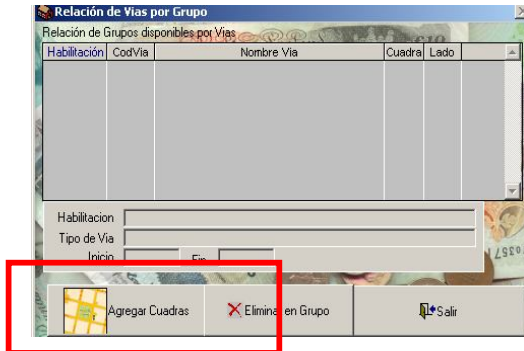 Relación de Vias por Grupo
Relación de Grupos disponibles por Vias
Habilitación CodVia Nombre Via Cuadra Lado
Habilitacion
Tipo de Via
Inicio Fin
Agregar Cuadras Eliminar en Grupo Salir